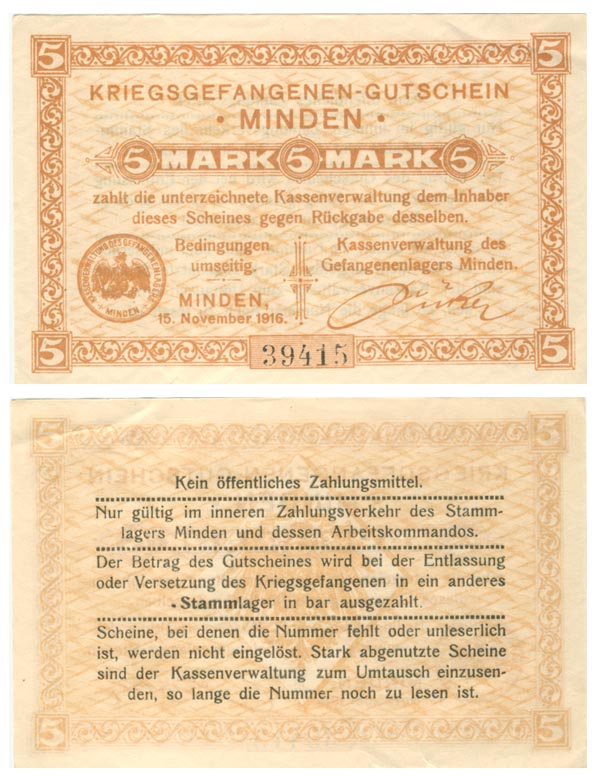 5 5
KRIEGSGEFANGENEN-GUTSCHEIN
• MINDEN •
5 MARK 5 MARK 5
zahlt die unterzeichnete Kassenverwaltung dem Inhaber
dieses Scheines gegen Rückgabe desselben.
Bedingungen
umseitig.
MINDEN,
15. November 1916.
Kassenverwaltung des
Gefangenenlagers Minden.
KASSENVERWALTUNG DES GEFANGENENLAGERS
MINDEN
5 39415 5
5 5
Kein öffentliches Zahlungsmittel.
Nur gültig im inneren Zahlungsverkehr des Stamm-
lagers Minden und dessen Arbeitskommandos.
Der Betrag des Gutscheines wird bei der Entlassung
oder Versetzung des Kriegsgefangenen in ein anderes
Stammlager in bar ausgezahlt.
Scheine, bei denen die Nummer fehlt oder unleserlich
ist, werden nicht eingelöst. Stark abgenutzte Scheine
sind der Kassenverwaltung zum Umtausch einzusen-
den, so lange die Nummer noch zu lesen ist.
5 5